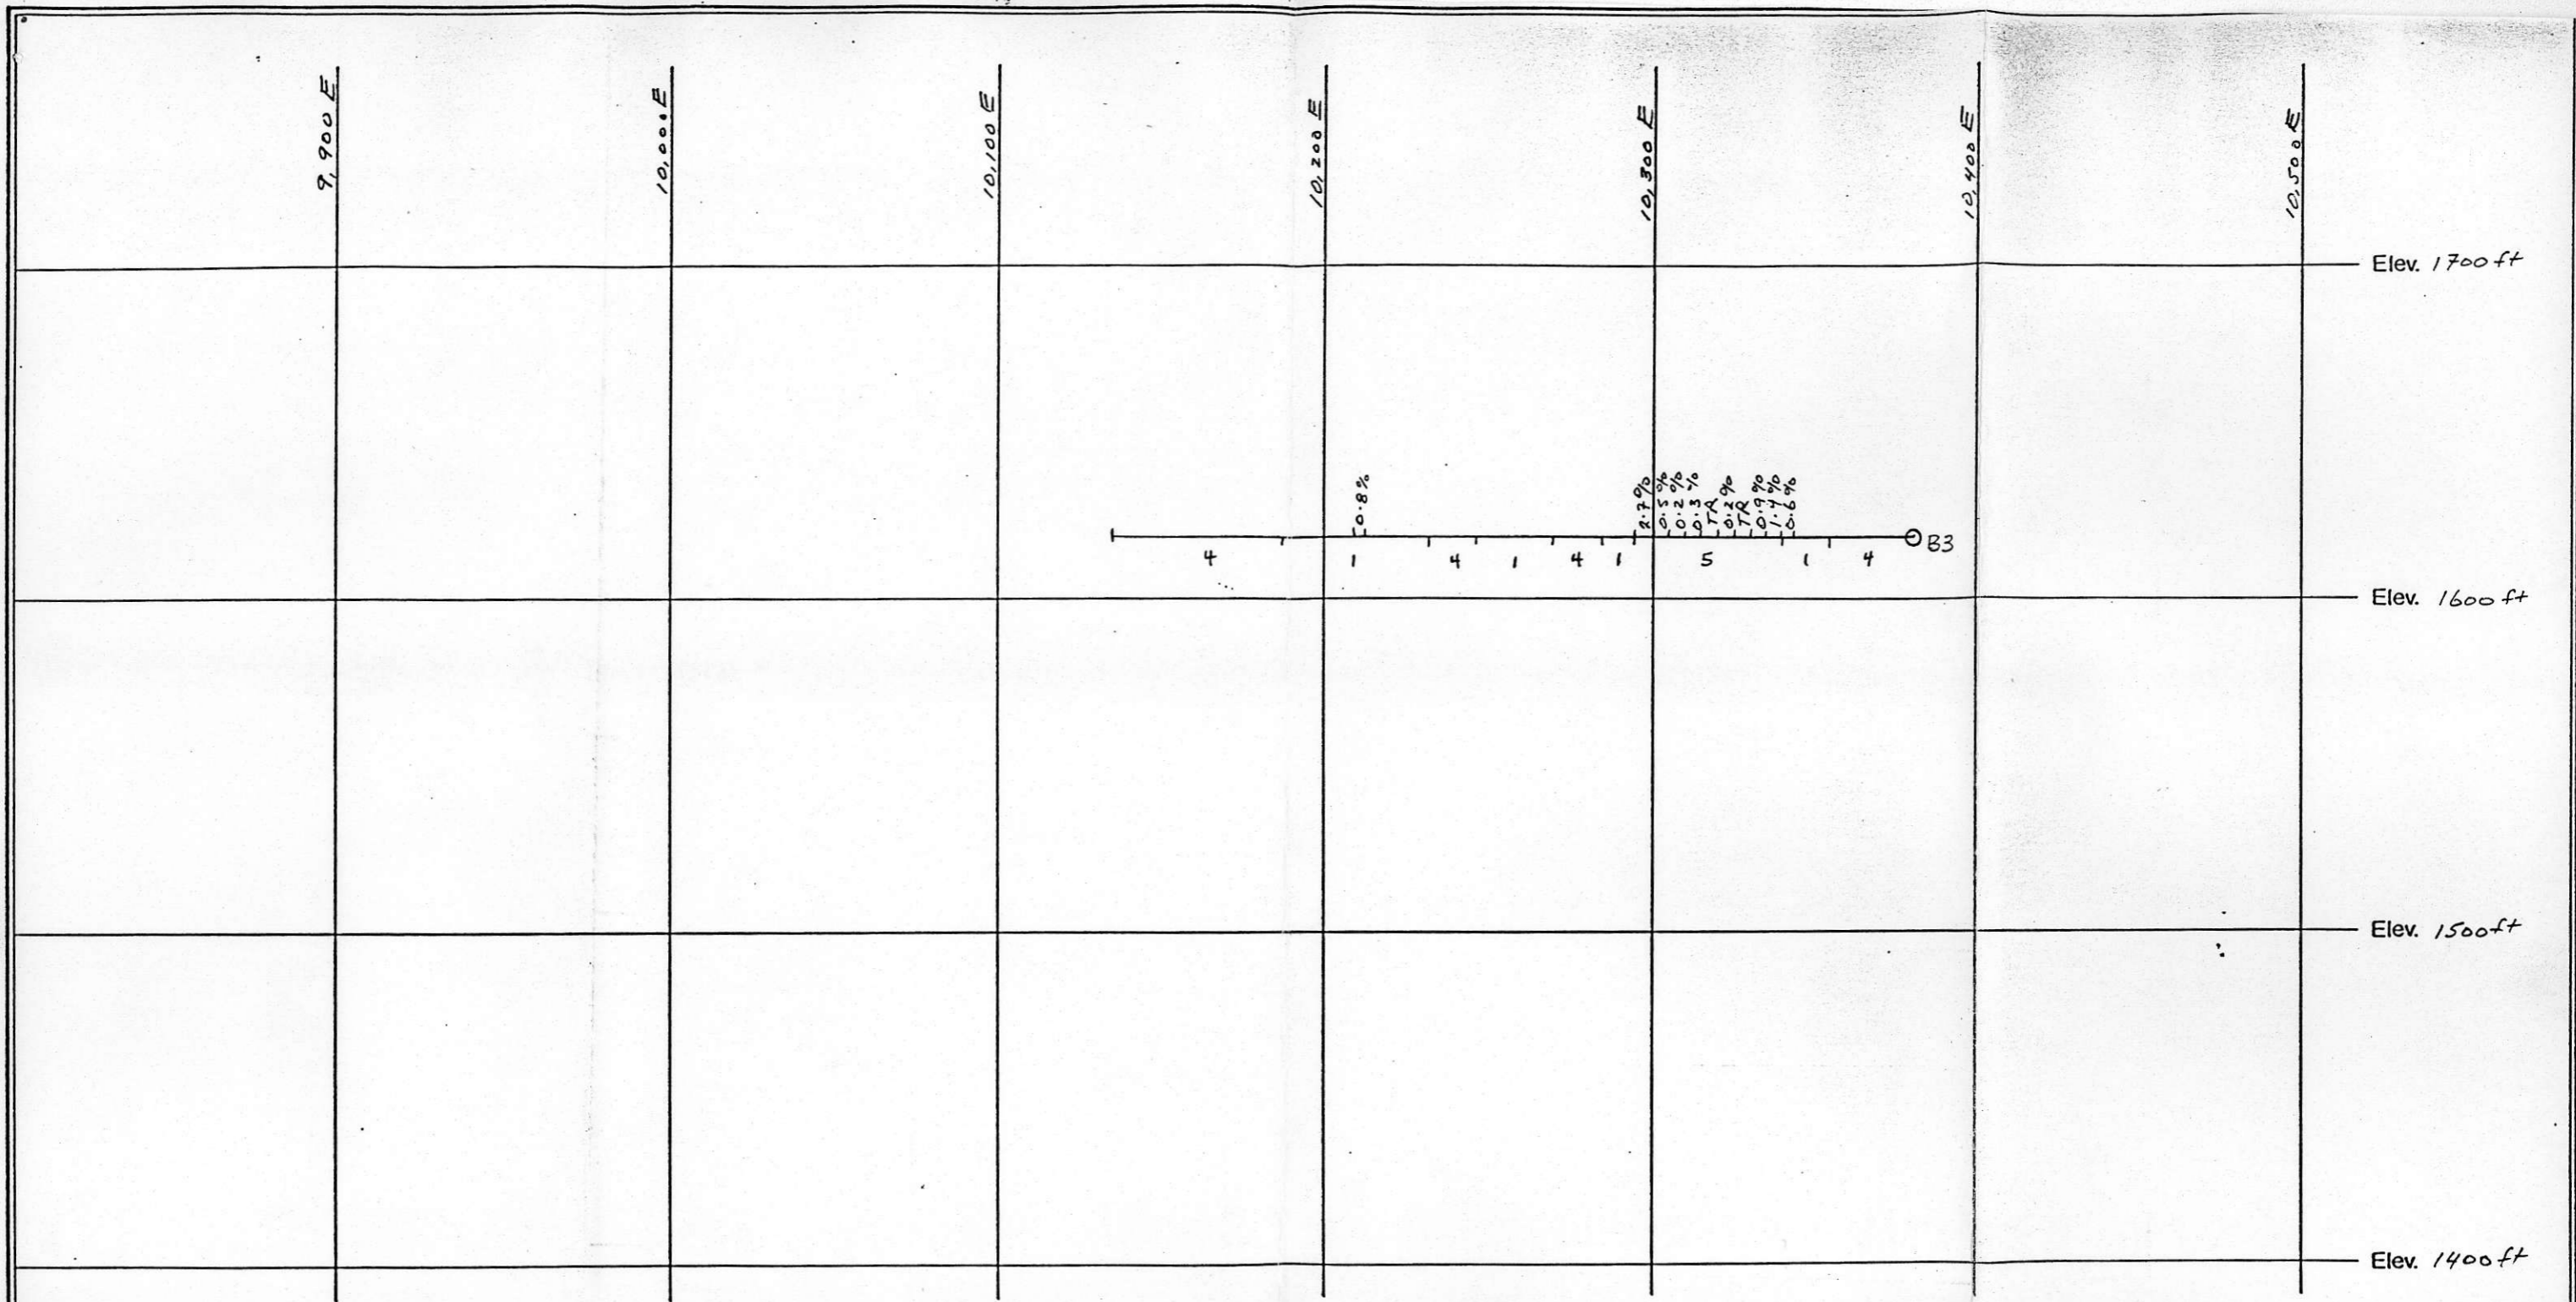 9,900 E
10,000 E
10,100 E
10,200 E
10,300 E
10,400 E
10,500 E
Elev. 1700 ft
0.8%
2.7%
0.5%
0.2%
0.3%
TR
0.2%
TR
0.9%
1.4%
0.6%
B3
4 1 4 1 4 1 5 1 4
Elev. 1600 ft
Elev. 1500 ft
Elev. 1400 ft